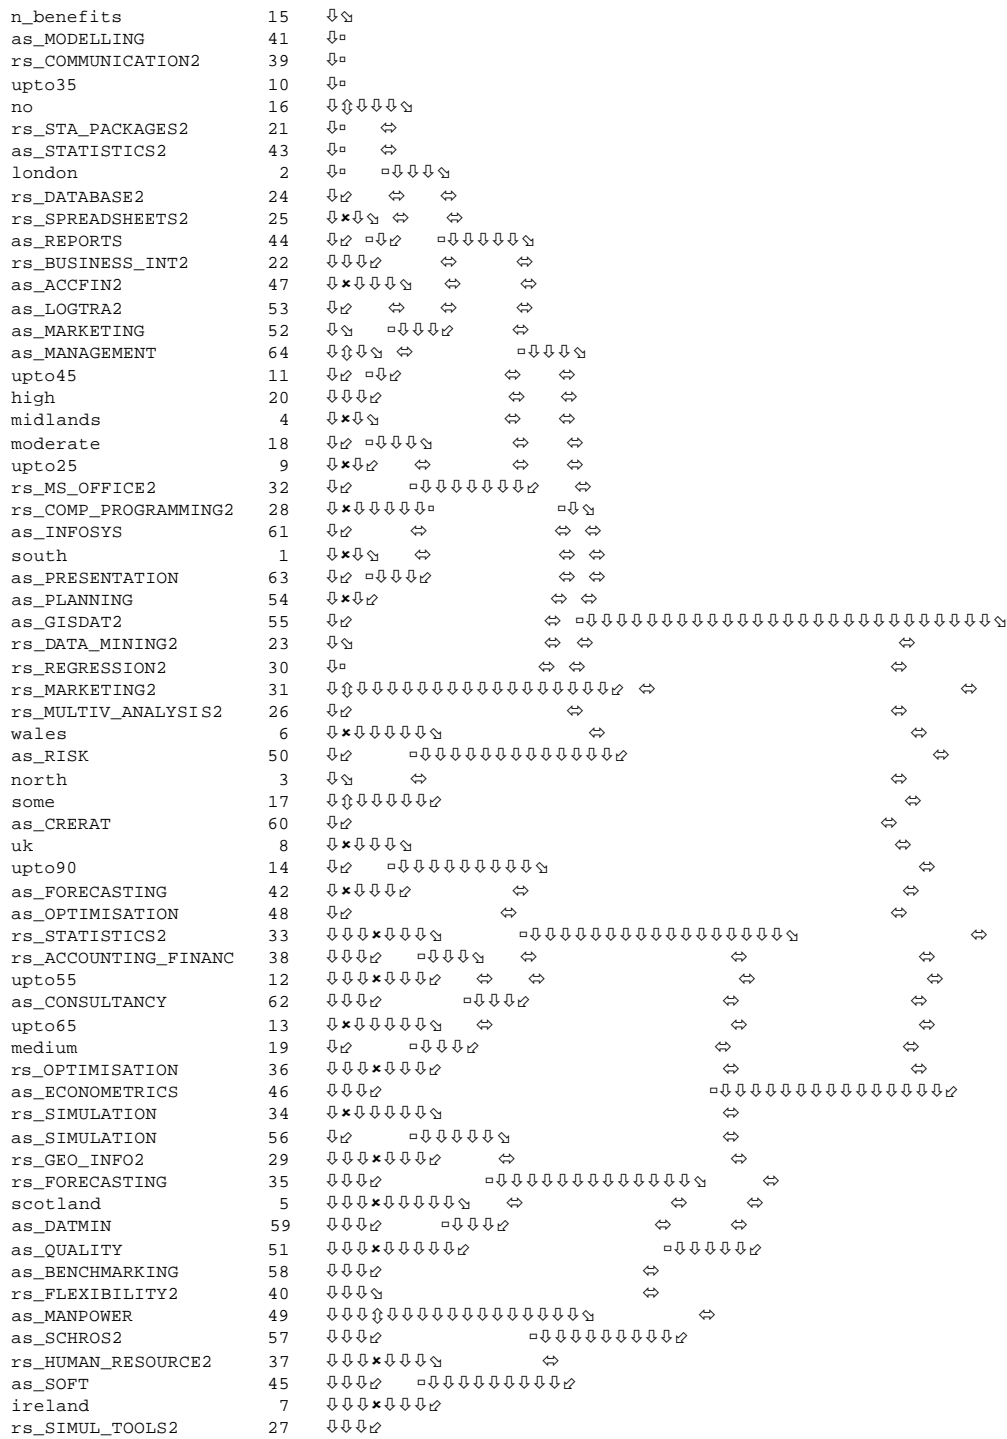 n_benefits 15 ⇩⬂
as_MODELLING 41 ⇩▫
rs_COMMUNICATION2 39 ⇩▫
upto35 10 ⇩▫
no 16 ⇩⇳⇩⇩⇩⬂
rs_STA_PACKAGES2 21 ⇩▫ ⬄
as_STATISTICS2 43 ⇩▫ ⬄
london 2 ⇩▫ ▫⇩⇩⇩⬂
rs_DATABASE2 24 ⇩⬃ ⬄ ⬄
rs_SPREADSHEETS2 25 ⇩×⇩⬂ ⬄ ⬄
as_REPORTS 44 ⇩⬃ ▫⇩⬃ ▫⇩⇩⇩⇩⇩⬂
rs_BUSINESS_INT2 22 ⇩⇩⇩⬃ ⬄ ⬄
as_ACCFIN2 47 ⇩×⇩⇩⇩⬂ ⬄ ⬄
as_LOGTRA2 53 ⇩⬃ ⬄ ⬄ ⬄
as_MARKETING 52 ⇩⬂ ▫⇩⇩⇩⬃ ⬄
as_MANAGEMENT 64 ⇩⇳⇩⬂ ⬄ ▫⇩⇩⇩⬂
upto45 11 ⇩⬃ ▫⇩⬃ ⬄ ⬄
high 20 ⇩⇩⇩⬃ ⬄ ⬄
midlands 4 ⇩×⇩⬂ ⬄ ⬄
moderate 18 ⇩⬃ ▫⇩⇩⇩⬂ ⬄ ⬄
upto25 9 ⇩×⇩⬃ ⬄ ⬄ ⬄
rs_MS_OFFICE2 32 ⇩⬃ ▫⇩⇩⇩⇩⇩⇩⇩⬃ ⬄
rs_COMP_PROGRAMMING2 28 ⇩×⇩⇩⇩⇩⇩▫ ▫⇩⬂
as_INFOSYS 61 ⇩⬃ ⬄ ⬄ ⬄
south 1 ⇩×⇩⬂ ⬄ ⬄ ⬄
as_PRESENTATION 63 ⇩⬃ ▫⇩⇩⇩⬃ ⬄ ⬄
as_PLANNING 54 ⇩×⇩⬃ ⬄ ⬄
as_GISDAT2 55 ⇩⬃ ⬄ ▫⇩⇩⇩⇩⇩⇩⇩⇩⇩⇩⇩⇩⇩⇩⇩⇩⇩⇩⇩⇩⇩⇩⇩⇩⇩⬂
rs_DATA_MINING2 23 ⇩⬂ ⬄ ⬄ ⬄
rs_REGRESSION2 30 ⇩▫ ⬄ ⬄ ⬄
rs_MARKETING2 31 ⇩⇳⇩⇩⇩⇩⇩⇩⇩⇩⇩⇩⇩⇩⇩⇩⇩⇩⇩⬃ ⬄ ⬄
rs_MULTIV_ANALYSIS2 26 ⇩⬃ ⬄ ⬄
wales 6 ⇩×⇩⇩⇩⇩⇩⬂ ⬄ ⬄
as_RISK 50 ⇩⬃ ▫⇩⇩⇩⇩⇩⇩⇩⇩⇩⇩⇩⇩⬃ ⬄
north 3 ⇩⬂ ⬄ ⬄
some 17 ⇩⇳⇩⇩⇩⇩⇩⬃ ⬄
as_CRERAT 60 ⇩⬃ ⬄
uk 8 ⇩×⇩⇩⇩⬂ ⬄
upto90 14 ⇩⬃ ▫⇩⇩⇩⇩⇩⇩⇩⇩⇩⬂ ⬄
as_FORECASTING 42 ⇩×⇩⇩⇩⬃ ⬄ ⬄
as_OPTIMISATION 48 ⇩⬃ ⬄ ⬄
rs_STATISTICS2 33 ⇩⇩⇩×⇩⇩⇩⬂ ▫⇩⇩⇩⇩⇩⇩⇩⇩⇩⇩⇩⇩⇩⇩⇩⇩⬂ ⬄
rs_ACCOUNTING_FINANC 38 ⇩⇩⇩⬃ ▫⇩⇩⇩⬂ ⬄ ⬄ ⬄
upto55 12 ⇩⇩⇩×⇩⇩⇩⬃ ⬄ ⬄ ⬄ ⬄
as_CONSULTANCY 62 ⇩⇩⇩⬃ ▫⇩⇩⇩⬃ ⬄ ⬄
upto65 13 ⇩×⇩⇩⇩⇩⇩⬂ ⬄ ⬄ ⬄
medium 19 ⇩⬃ ▫⇩⇩⇩⬃ ⬄ ⬄
rs_OPTIMISATION 36 ⇩⇩⇩×⇩⇩⇩⬃ ⬄ ⬄
as_ECONOMETRICS 46 ⇩⇩⇩⬃ ▫⇩⇩⇩⇩⇩⇩⇩⇩⇩⇩⇩⇩⇩⇩⬃
rs_SIMULATION 34 ⇩×⇩⇩⇩⇩⇩⬂ ⬄
as_SIMULATION 56 ⇩⬃ ▫⇩⇩⇩⇩⇩⬂ ⬄
rs_GEO_INFO2 29 ⇩⇩⇩×⇩⇩⇩⬃ ⬄ ⬄
rs_FORECASTING 35 ⇩⇩⇩⬃ ▫⇩⇩⇩⇩⇩⇩⇩⇩⇩⇩⇩⇩⬂ ⬄
scotland 5 ⇩⇩⇩×⇩⇩⇩⇩⇩⬂ ⬄ ⬄ ⬄
as_DATMIN 59 ⇩⇩⇩⬃ ▫⇩⇩⇩⬃ ⬄ ⬄
as_QUALITY 51 ⇩⇩⇩×⇩⇩⇩⇩⇩⬃ ▫⇩⇩⇩⇩⇩⬃
as_BENCHMARKING 58 ⇩⇩⇩⬃ ⬄
rs_FLEXIBILITY2 40 ⇩⇩⇩⬂ ⬄
as_MANPOWER 49 ⇩⇩⇩⇳⇩⇩⇩⇩⇩⇩⇩⇩⇩⇩⇩⇩⇩⬂ ⬄
as_SCHROS2 57 ⇩⇩⇩⬃ ▫⇩⇩⇩⇩⇩⇩⇩⇩⇩⬃
rs_HUMAN_RESOURCE2 37 ⇩⇩⇩×⇩⇩⇩⬂ ⬄
as_SOFT 45 ⇩⇩⇩⬃ ▫⇩⇩⇩⇩⇩⇩⇩⇩⇩⬃
ireland 7 ⇩⇩⇩×⇩⇩⇩⬃
rs_SIMUL_TOOLS2 27 ⇩⇩⇩⬃